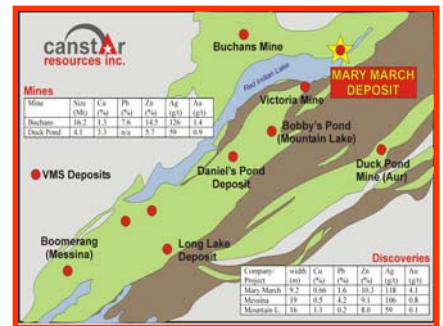 canstar
resources inc.
Buchans Mine
Red Indian Lake
MARY MARCH
DEPOSIT
Mines
Mine Size (Mt) Cu (%) Pb (%) Zn (%) Ag (g/t) Au (g/t)
Buchans 16.2 1.3 7.6 14.5 126 1.4
Duck Pond 4.1 3.3 n/a 5.7 59 0.9
Victoria Mine
Bobby's Pond
(Mountain Lake)
Daniel's Pond
Deposit
Duck Pond
Mine (Aur)
VMS Deposits
Boomerang
(Messina)
Long Lake
Deposit
Discoveries
Company/ Project width (m) Cu (%) Pb (%) Zn (%) Ag (g/t) Au (g/t)
Mary March 9.2 0.66 1.6 10.3 118 4.1
Messina 19 0.5 4.2 9.1 106 0.8
Mountain L. 16 1.1 0.2 8.0 59 0.1